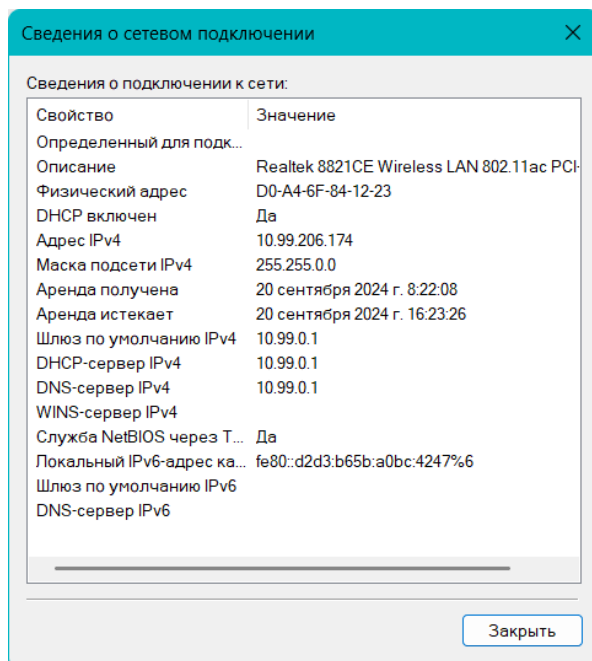 Сведения о сетевом подключении
Сведения о подключении к сети:
Свойство Значение
Определенный для подк...
Описание Realtek 8821CE Wireless LAN 802.11ac PCI-
Физический адрес D0-A4-6F-84-12-23
DHCP включен Да
Адрес IPv4 10.99.206.174
Маска подсети IPv4 255.255.0.0
Аренда получена 20 сентября 2024 г. 8:22:08
Аренда истекает 20 сентября 2024 г. 16:23:26
Шлюз по умолчанию IPv4 10.99.0.1
DHCP-сервер IPv4 10.99.0.1
DNS-сервер IPv4 10.99.0.1
WINS-сервер IPv4
Служба NetBIOS через T... Да
Локальный IPv6-адрес ка... fe80::d2d3:b65b:a0bc:4247%6
Шлюз по умолчанию IPv6
DNS-сервер IPv6
Закрыть